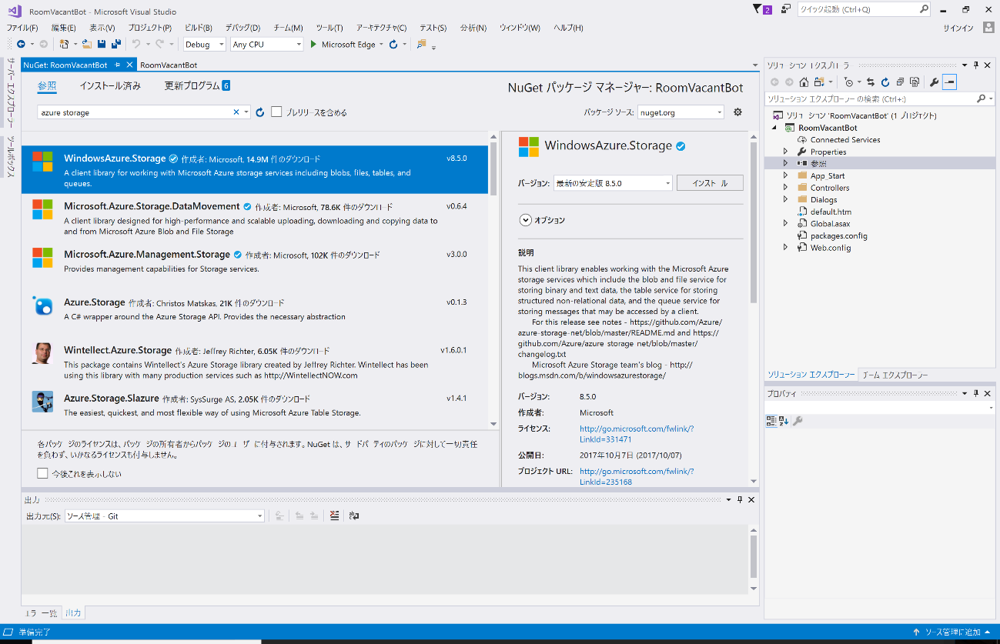 RoomVacantBot - Microsoft Visual Studio
2
クイック起動 (Ctrl+Q)
ファイル(F) 編集(E) 表示(V) プロジェクト(P) ビルド(B) デバッグ(D) チーム(M) ツール(T) アーキテクチャ(C) テスト(S) 分析(N) ウィンドウ(W) ヘルプ(H)
サインイン
Debug Any CPU Microsoft Edge
サーバー エクスプローラー
ツールボックス
NuGet: RoomVacantBot RoomVacantBot
参照 インストール済み 更新プログラム 6
NuGet パッケージ マネージャー: RoomVacantBot
azure storage
プレリリースを含める
パッケージ ソース: nuget.org
WindowsAzure.Storage 作成者: Microsoft, 14.9M 件のダウンロード v8.5.0
A client library for working with Microsoft Azure storage services including blobs, files, tables, and
queues.
Microsoft.Azure.Storage.DataMovement 作成者: Microsoft, 78.6K 件のダウンロード v0.6.4
A client library designed for high-performance and scalable uploading, downloading and copying data to
and from Microsoft Azure Blob and File Storage
Microsoft.Azure.Management.Storage 作成者: Microsoft, 102K 件のダウンロード v3.0.0
Provides management capabilities for Storage services.
Azure.Storage 作成者: Christos Matskas, 21K 件のダウンロード v0.1.3
A C# wrapper around the Azure Storage API. Provides the necessary abstraction
Wintellect.Azure.Storage 作成者: Jeffrey Richter, 6.05K 件のダウンロード v1.6.0.1
This package contains Wintellect's Azure Storage library created by Jeffrey Richter. Wintellect has been
using this library with many production services such as http://WintellectNOW.com
Azure.Storage.Slazure 作成者: SysSurge AS, 2.05K 件のダウンロード v1.4.1
The easiest, quickest, and most flexible way of using Microsoft Azure Table Storage.
各パッケージのライセンスは、パッケージの所有者からパッケージのユーザーに付与されます。NuGet は、サードパーティのパッケージに対して一切責任
を負わず、いかなるライセンスも付与しません。
今後これを表示しない
WindowsAzure.Storage
バージョン: 最新の安定版 8.5.0 インストール
オプション
説明
This client library enables working with the Microsoft Azure
storage services which include the blob and file service for
storing binary and text data, the table service for storing
structured non-relational data, and the queue service for
storing messages that may be accessed by a client.
For this release see notes - https://github.com/Azure/
azure-storage-net/blob/master/README.md and https://
github.com/Azure/azure-storage-net/blob/master/
changelog.txt
Microsoft Azure Storage team's blog - http://
blogs.msdn.com/b/windowsazurestorage/
バージョン: 8.5.0
作成者: Microsoft
ライセンス: http://go.microsoft.com/fwlink/?
LinkId=331471
公開日: 2017年10月7日 (2017/10/07)
プロジェクト URL: http://go.microsoft.com/fwlink/?
LinkId=235168
ソリューション エクスプローラー
ソリューション エクスプローラー の検索 (Ctrl+:)
ソリューション 'RoomVacantBot' (1 プロジェクト)
RoomVacantBot
Connected Services
Properties
参照
App_Start
Controllers
Dialogs
default.htm
Global.asax
packages.config
Web.config
ソリューション エクスプローラー チーム エクスプローラー
プロパティ
出力
出力元(S): ソース管理 - Git
エラー一覧 出力
準備完了
ソース管理に追加